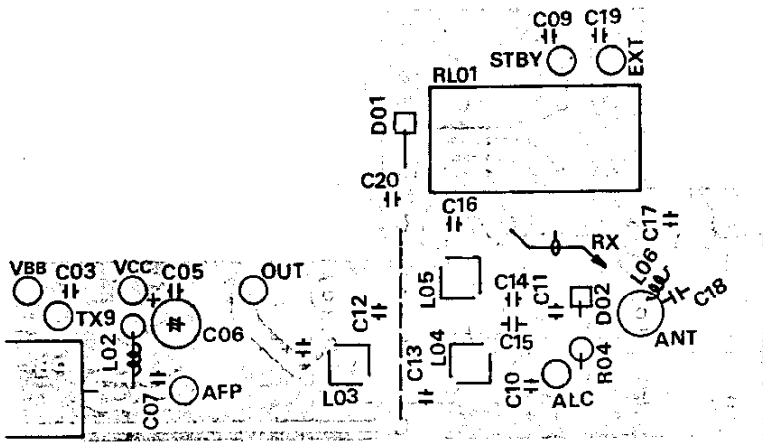 C09 C19
STBY
EXT
RL01
D01
C20
C16
C17
RX
L06
C18
VBB C03 VCC C05 OUT
L05
C14
C11
D02
TX9
+
C06
C12
C15
ANT
L02
L04
C13
R04
L03
C07
AFP
C10
ALC